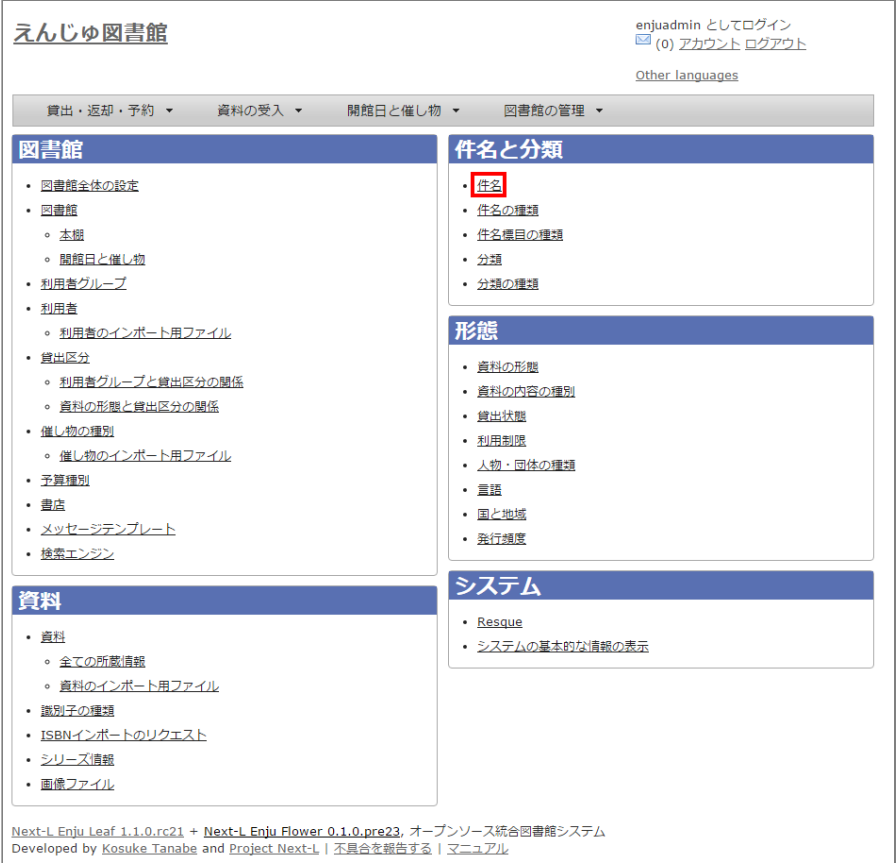 えんじゅ図書館
enjuadmin としてログイン
(0) アカウント ログアウト
Other languages
貸出・返却・予約 ▼ 資料の受入 ▼ 開館日と催し物 ▼ 図書館の管理 ▼
図書館
• 図書館全体の設定
• 図書館
◦ 本棚
◦ 開館日と催し物
• 利用者グループ
• 利用者
◦ 利用者のインポート用ファイル
• 貸出区分
◦ 利用者グループと貸出区分の関係
◦ 資料の形態と貸出区分の関係
• 催し物の種別
◦ 催し物のインポート用ファイル
• 予算種別
• 書店
• メッセージテンプレート
• 検索エンジン
資料
• 資料
◦ 全ての所蔵情報
◦ 資料のインポート用ファイル
• 識別子の種類
• ISBNインポートのリクエスト
• シリーズ情報
• 画像ファイル
件名と分類
• 件名
• 件名の種類
• 件名標目の種類
• 分類
• 分類の種類
形態
• 資料の形態
• 資料の内容の種別
• 貸出状態
• 利用制限
• 人物・団体の種類
• 言語
• 国と地域
• 発行頻度
システム
• Resque
• システムの基本的な情報の表示
Next-L Enju Leaf 1.1.0.rc21 + Next-L Enju Flower 0.1.0.pre23, オープンソース統合図書館システム
Developed by Kosuke Tanabe and Project Next-L | 不具合を報告する | マニュアル